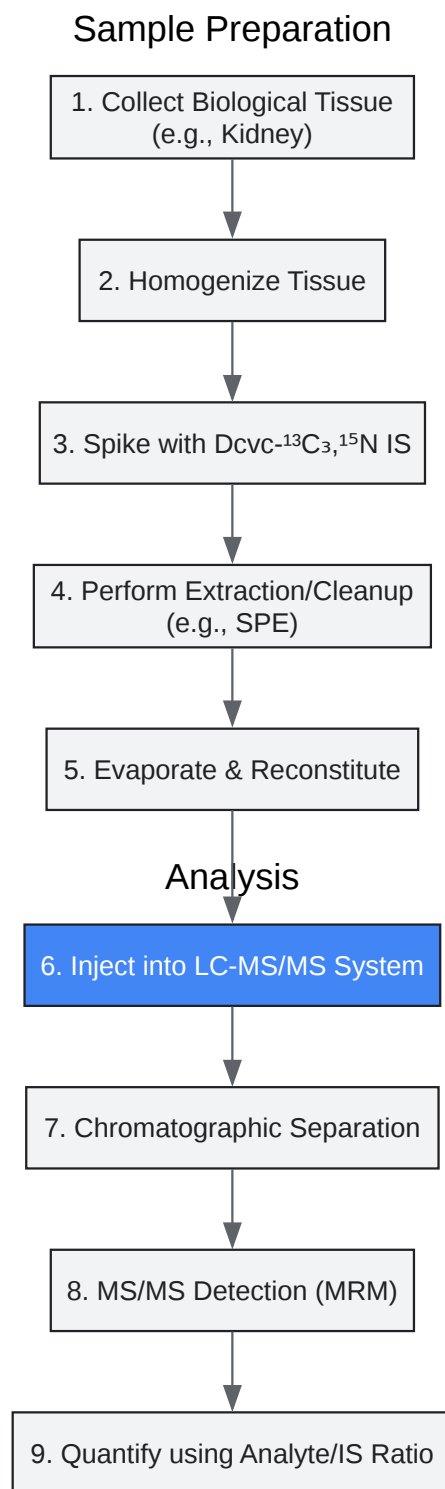 Sample Preparation
1. Collect Biological Tissue
(e.g., Kidney)
2. Homogenize Tissue
3. Spike with Dcvc-¹³C₃,¹⁵N IS
4. Perform Extraction/Cleanup
(e.g., SPE)
5. Evaporate & Reconstitute
Analysis
6. Inject into LC-MS/MS System
7. Chromatographic Separation
8. MS/MS Detection (MRM)
9. Quantify using Analyte/IS Ratio